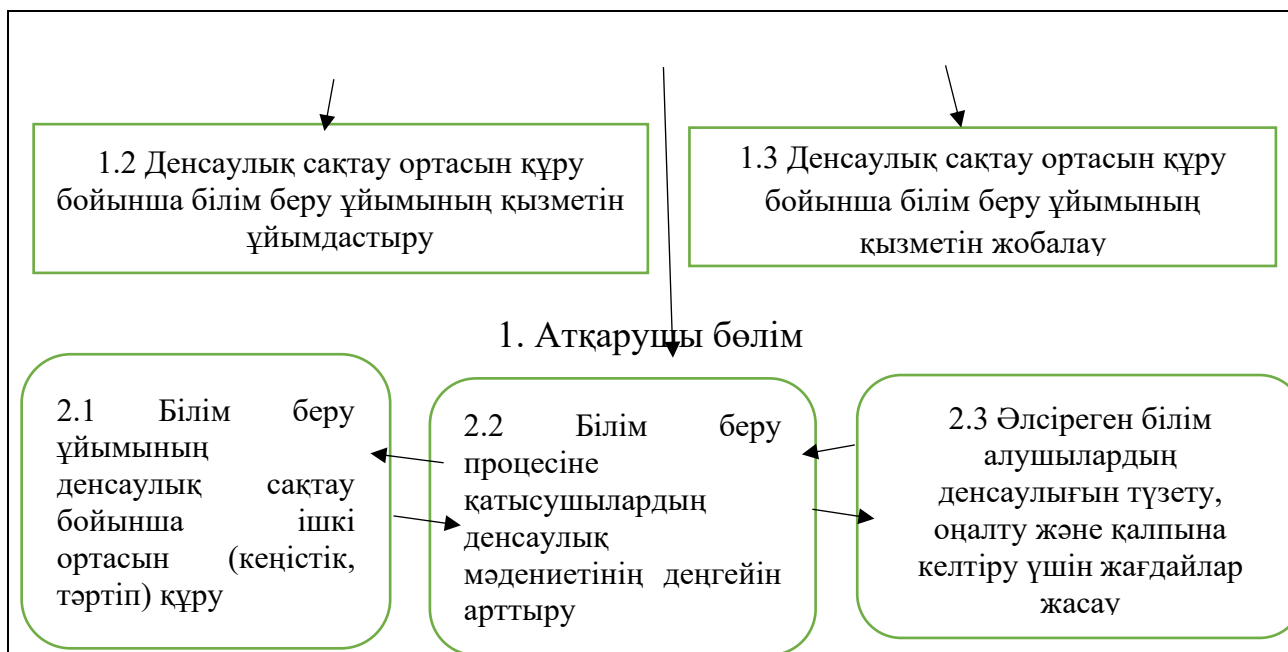 1.2 Денсаулық сақтау ортасын құру
бойынша білім беру ұйымының қызметін
ұйымдастыру
1.3 Денсаулық сақтау ортасын құру
бойынша білім беру ұйымының
қызметін жобалау
1. Атқарушы бөлім
2.1 Білім беру
ұйымының
денсаулық сақтау
бойынша ішкі
ортасын (кеңістік,
тәртіп) құру
2.2 Білім беру
процесіне
қатысушылардың
денсаулық
мәдениетінің деңгейін
арттыру
2.3 Әлсіреген білім
алушылардың
денсаулығын түзету,
оңалту және қалпына
келтіру үшін жағдайлар
жасау